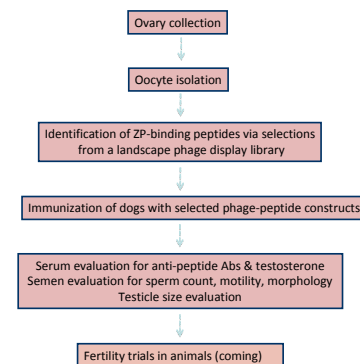 Ovary collection
Oocyte isolation
Identification of ZP-binding peptides via selections
from a landscape phage display library
Immunization of dogs with selected phage-peptide constructs
Serum evaluation for anti-peptide Abs & testosterone
Semen evaluation for sperm count, motility, morphology
Testicle size evaluation
Fertility trials in animals (coming)